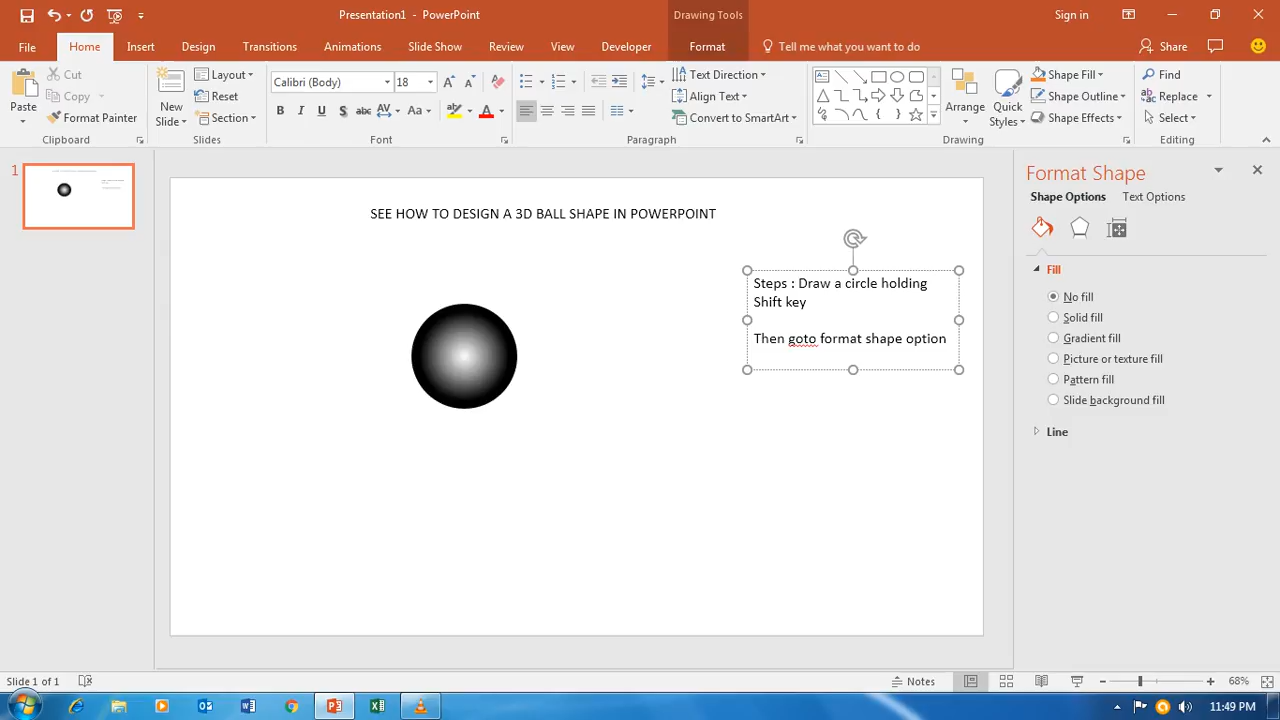 Presentation1 - PowerPoint
Drawing Tools
Sign in
File
Home
Insert
Design
Transitions
Animations
Slide Show
Review
View
Developer
Format
Tell me what you want to do
Share
Paste
Cut
Copy
Format Painter
Clipboard
New Slide
Layout
Reset
Section
Slides
Calibri (Body)
18
B I U S abc AV Aa A
Font
Text Direction
Align Text
Convert to SmartArt
Paragraph
Arrange
Quick Styles
Shape Fill
Shape Outline
Shape Effects
Drawing
Find
Replace
Select
Editing
1
SEE HOW TO DESIGN A 3D BALL SHAPE IN POWERPOINT
Steps : Draw a circle holding
Shift key
Then goto format shape option
Format Shape
Shape Options
Text Options
Fill
No fill
Solid fill
Gradient fill
Picture or texture fill
Pattern fill
Slide background fill
Line
Slide 1 of 1
Notes
68%
11:49 PM